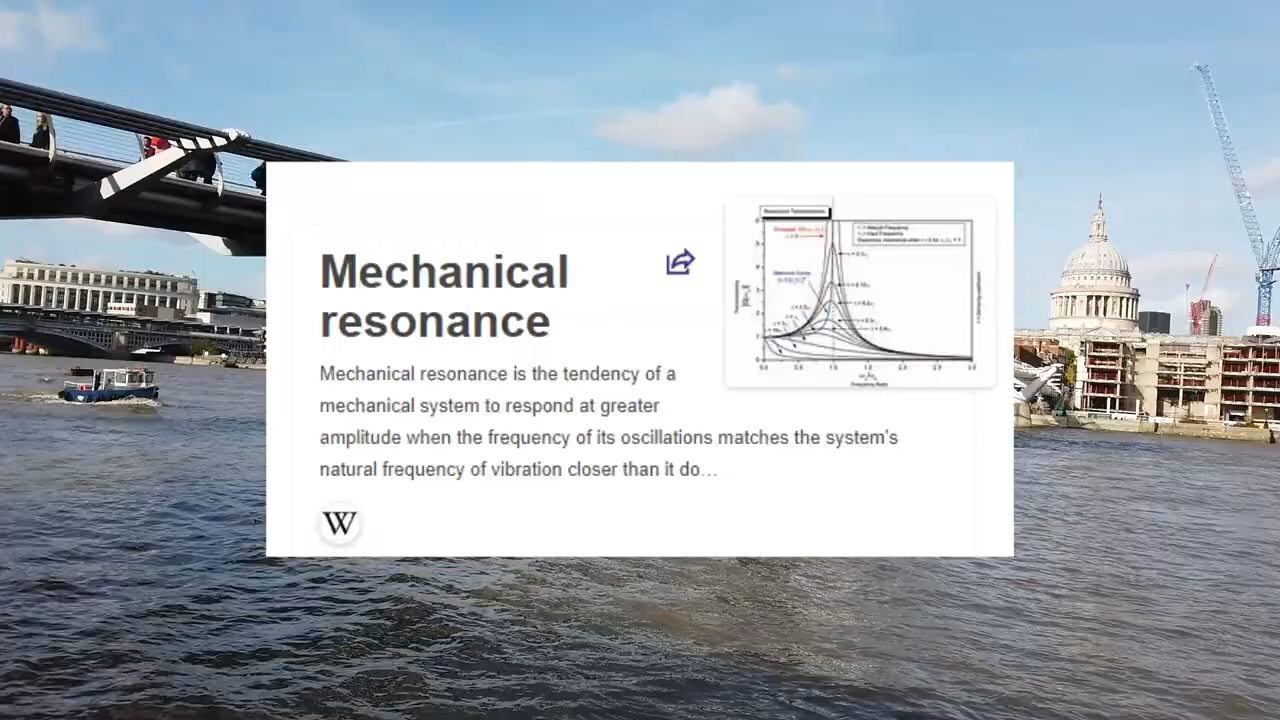 Mechanical
resonance
Mechanical resonance is the tendency of a
mechanical system to respond at greater
amplitude when the frequency of its oscillations matches the system's
natural frequency of vibration closer than it do…
W